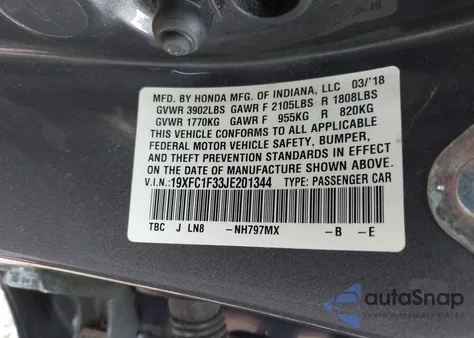 MFD. BY HONDA MFG. OF INDIANA, LLC 03/'18
GVWR 3902LBS GAWR F 2105LBS R 1808LBS
GVWR 1770KG GAWR F 955KG R 820KG
THIS VEHICLE CONFORMS TO ALL APPLICABLE
FEDERAL MOTOR VEHICLE SAFETY, BUMPER,
AND THEFT PREVENTION STANDARDS IN EFFECT
ON THE DATE OF MANUFACTURE SHOWN ABOVE.
V.I.N.:19XFC1F33JE201344 TYPE: PASSENGER CAR
TBC J LN8 -NH797MX -B -E
autoSnap